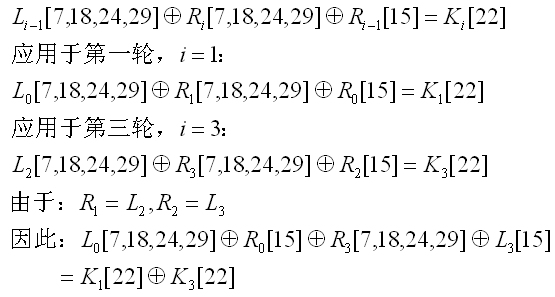 L_{i-1}[7,18,24,29]⊕R_i[7,18,24,29]⊕R_{i-1}[15]=K_i[22]
应用于第一轮，i=1:
L_0[7,18,24,29]⊕R_1[7,18,24,29]⊕R_0[15]=K_1[22]
应用于第三轮，i=3:
L_2[7,18,24,29]⊕R_3[7,18,24,29]⊕R_2[15]=K_3[22]
由于: R_1=L_2,R_2=L_3
因此: L_0[7,18,24,29]⊕R_0[15]⊕R_3[7,18,24,29]⊕L_3[15]
=K_1[22]⊕K_3[22]